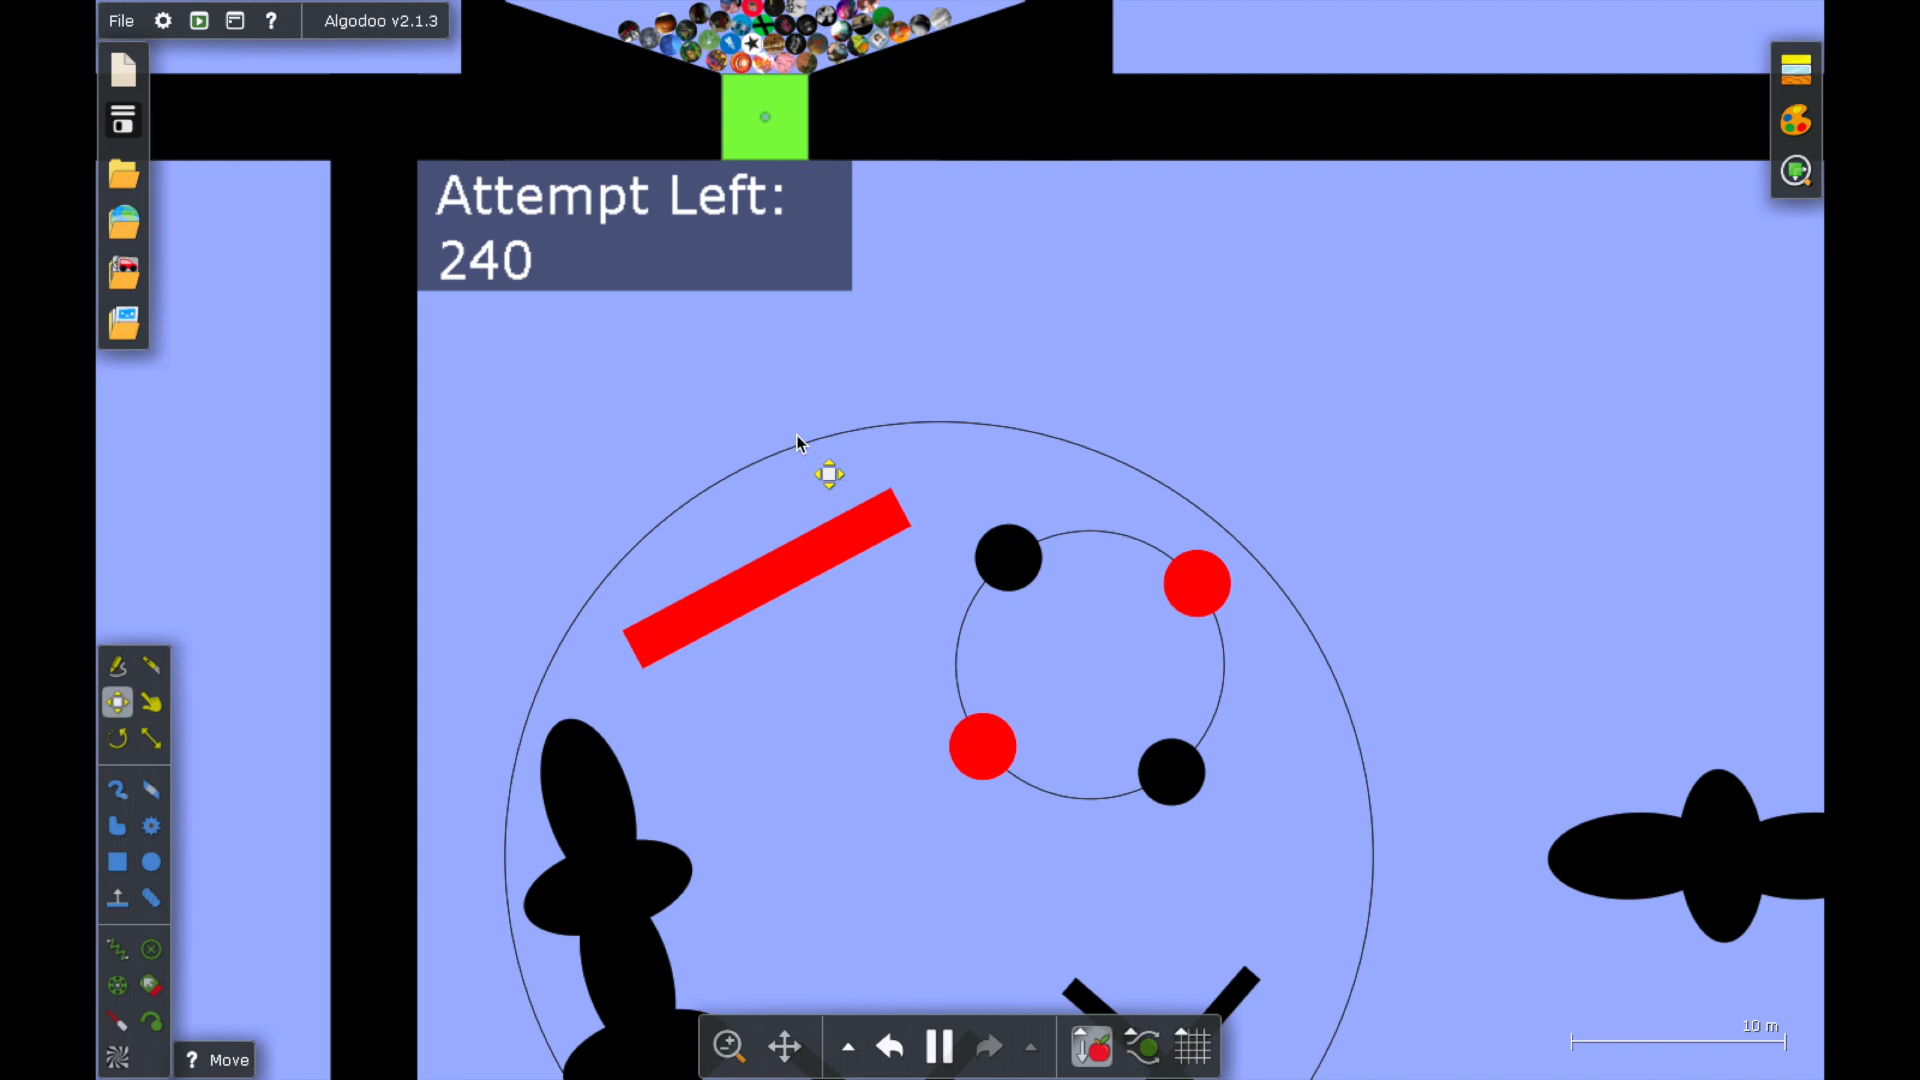 File
?
Algodoo v2.1.3
Attempt Left:
240
10 m
? Move